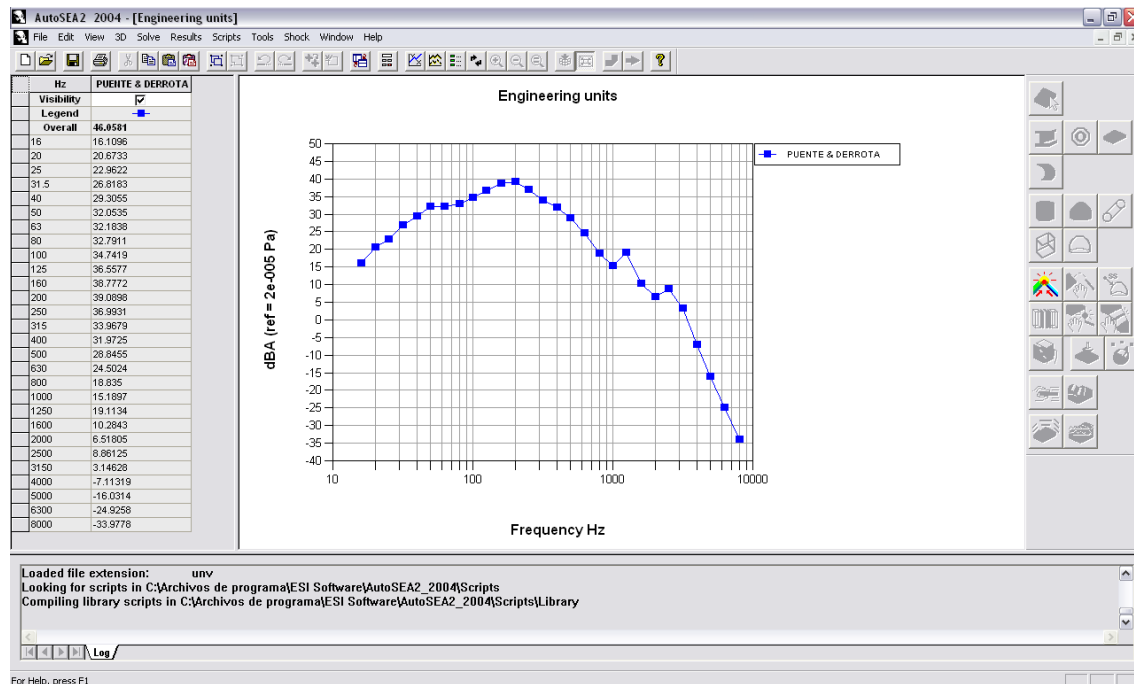 AutoSEA2 2004 - [Engineering units]
File Edit View 3D Solve Results Scripts Tools Shock Window Help
Hz PUENTE & DERROTA
Visibility
Legend
Overall 46.0581
16 16.1096
20 20.6733
25 22.9622
31.5 26.8183
40 29.3055
50 32.0535
63 32.1838
80 32.7911
100 34.7419
125 36.5577
160 38.7772
200 39.0898
250 36.9931
315 33.9679
400 31.9725
500 28.8455
630 24.5024
800 18.835
1000 15.1897
1250 19.1134
1600 10.2843
2000 6.51805
2500 8.86125
3150 3.14628
4000 -7.11319
5000 -16.0314
6300 -24.9258
8000 -33.9778
Engineering units
PUENTE & DERROTA
dBA (ref = 2e-005 Pa)
50
45
40
35
30
25
20
15
10
5
0
-5
-10
-15
-20
-25
-30
-35
-40
10 100 1000 10000
Frequency Hz
SS
Loaded file extension: unv
Looking for scripts in C:\Archivos de programa\ESI Software\AutoSEA2_2004\Scripts
Compiling library scripts in C:\Archivos de programa\ESI Software\AutoSEA2_2004\Scripts\Library
Log
For Help, press F1